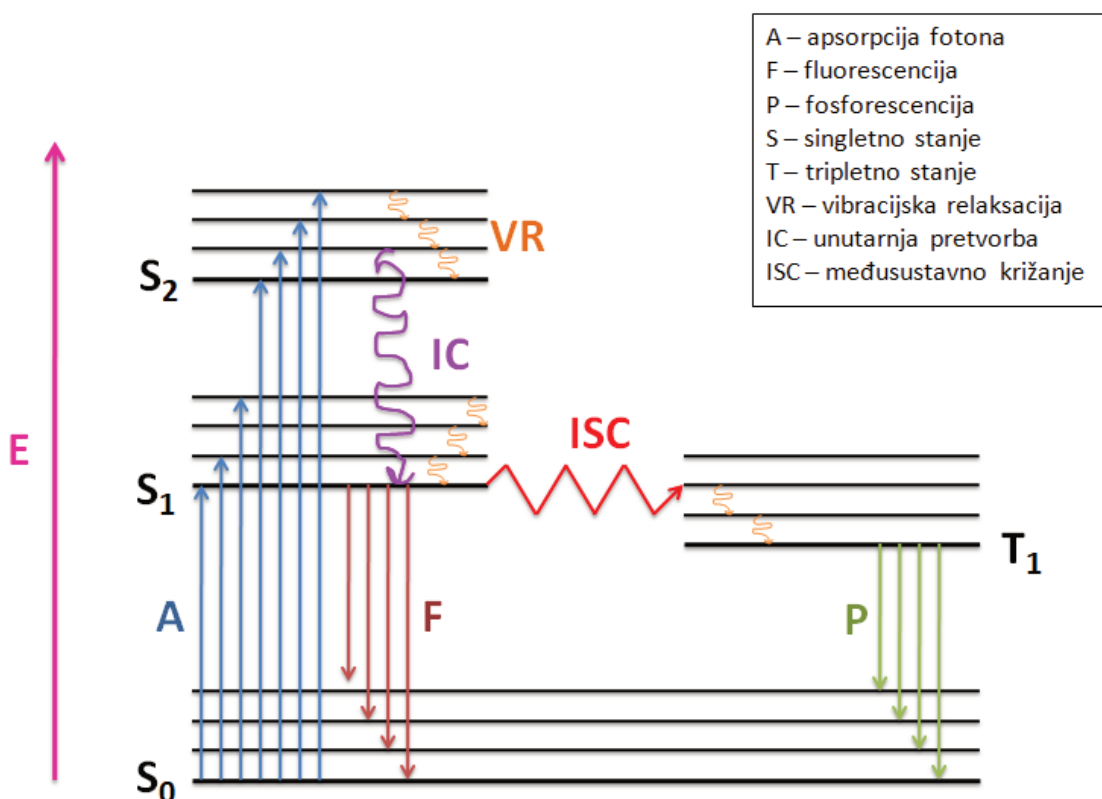 A – apsorpcija fotona
F – fluorescencija
P – fosforescencija
S – singletno stanje
T – tripletno stanje
VR – vibracijska relaksacija
IC – unutarnja pretvorba
ISC – međusustavno križanje
VR
S2
IC
E
ISC
S1
T1
A
F
P
S0